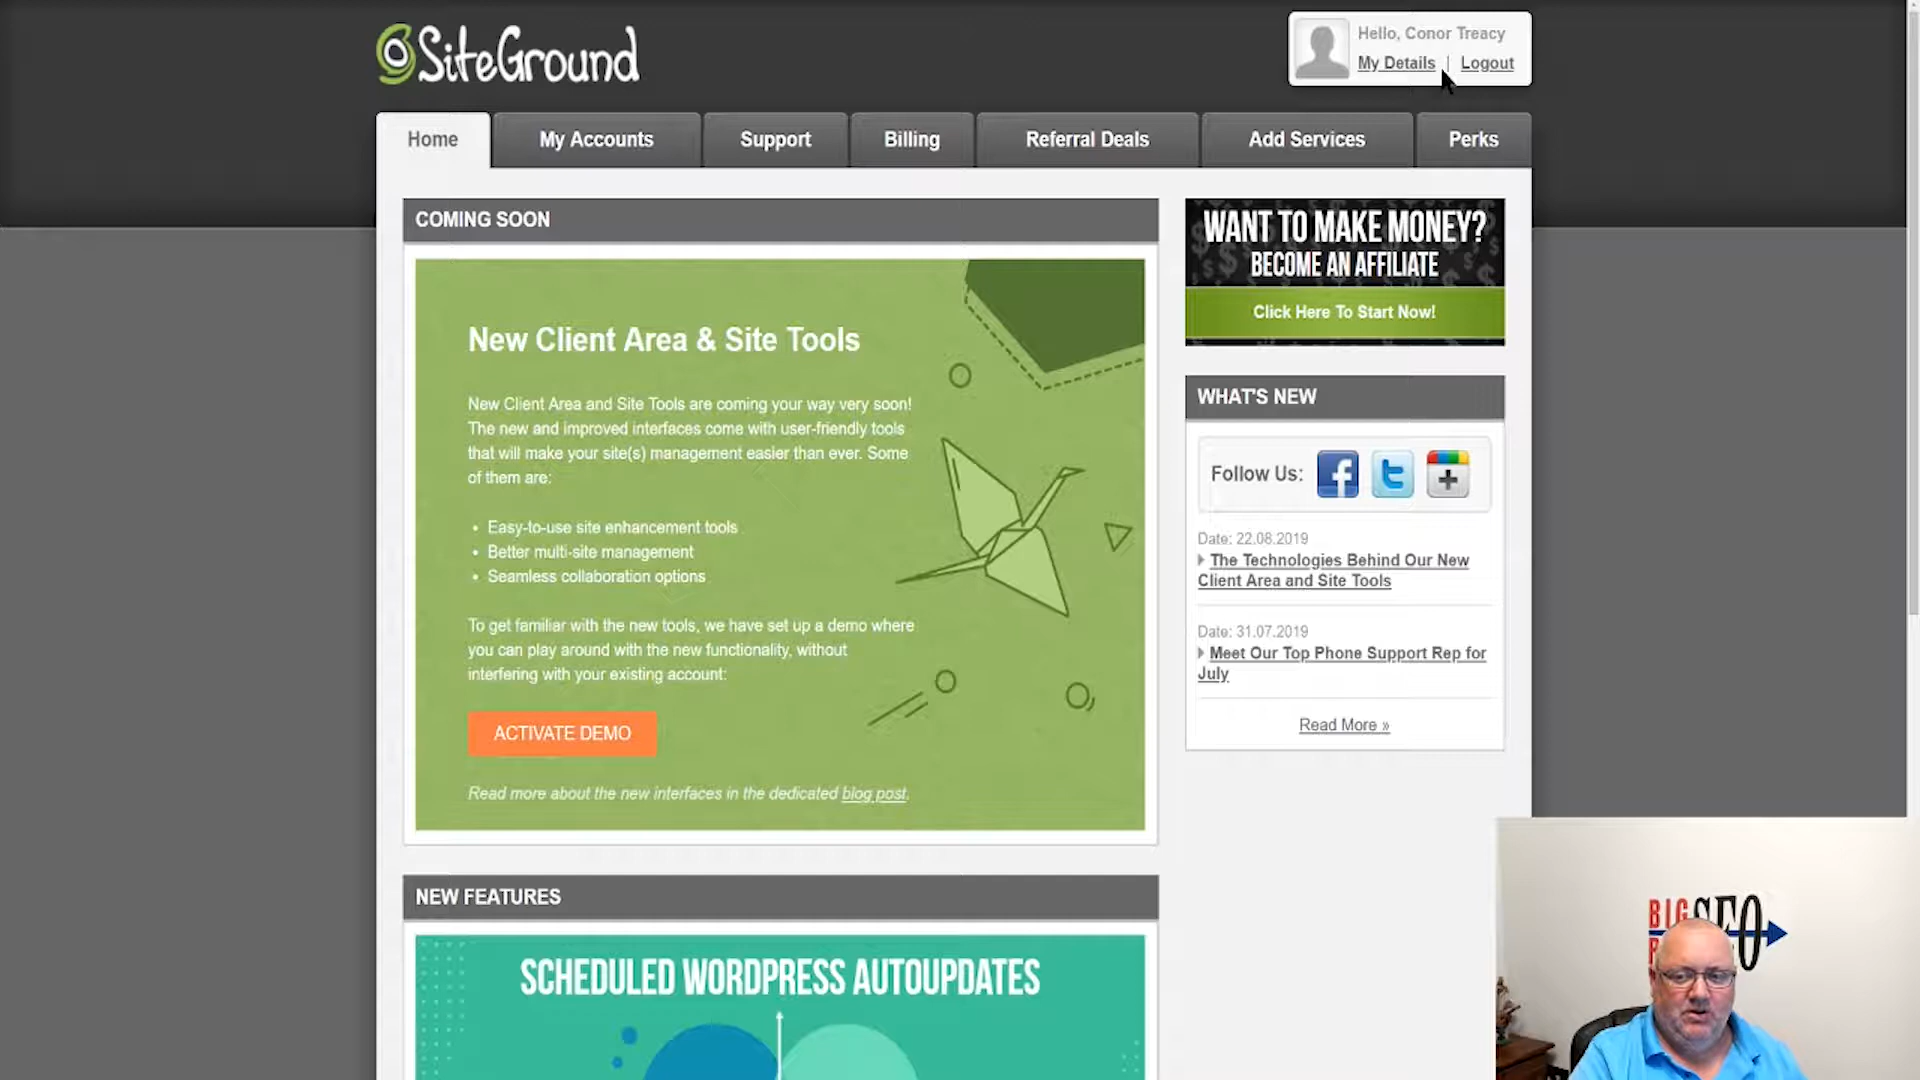 SiteGround
Hello, Conor Treacy
My Details | Logout
Home
My Accounts
Support
Billing
Referral Deals
Add Services
Perks
COMING SOON
New Client Area & Site Tools
New Client Area and Site Tools are coming your way very soon!
The new and improved interfaces come with user-friendly tools
that will make your site(s) management easier than ever. Some
of them are:
• Easy-to-use site enhancement tools
• Better multi-site management
• Seamless collaboration options
To get familiar with the new tools, we have set up a demo where
you can play around with the new functionality, without
interfering with your existing account:
ACTIVATE DEMO
Read more about the new interfaces in the dedicated blog post.
NEW FEATURES
SCHEDULED WORDPRESS AUTOUPDATES
WANT TO MAKE MONEY?
BECOME AN AFFILIATE
Click Here To Start Now!
WHAT'S NEW
Follow Us:
Date: 22.08.2019
The Technologies Behind Our New
Client Area and Site Tools
Date: 31.07.2019
Meet Our Top Phone Support Rep for
July
Read More »
BIG SEO